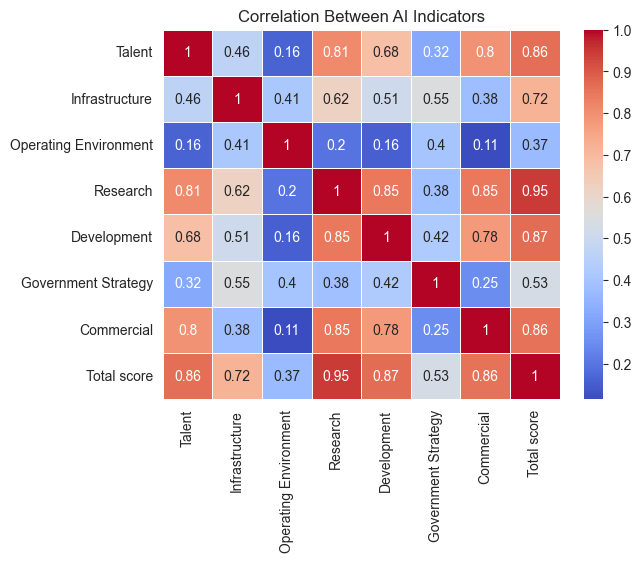 Correlation Between AI Indicators
Talent 1 0.46 0.16 0.81 0.68 0.32 0.8 0.86
Infrastructure 0.46 1 0.41 0.62 0.51 0.55 0.38 0.72
Operating Environment 0.16 0.41 1 0.2 0.16 0.4 0.11 0.37
Research 0.81 0.62 0.2 1 0.85 0.38 0.85 0.95
Development 0.68 0.51 0.16 0.85 1 0.42 0.78 0.87
Government Strategy 0.32 0.55 0.4 0.38 0.42 1 0.25 0.53
Commercial 0.8 0.38 0.11 0.85 0.78 0.25 1 0.86
Total score 0.86 0.72 0.37 0.95 0.87 0.53 0.86 1
Talent
Infrastructure
Operating Environment
Research
Development
Government Strategy
Commercial
Total score
1.0
0.9
0.8
0.7
0.6
0.5
0.4
0.3
0.2